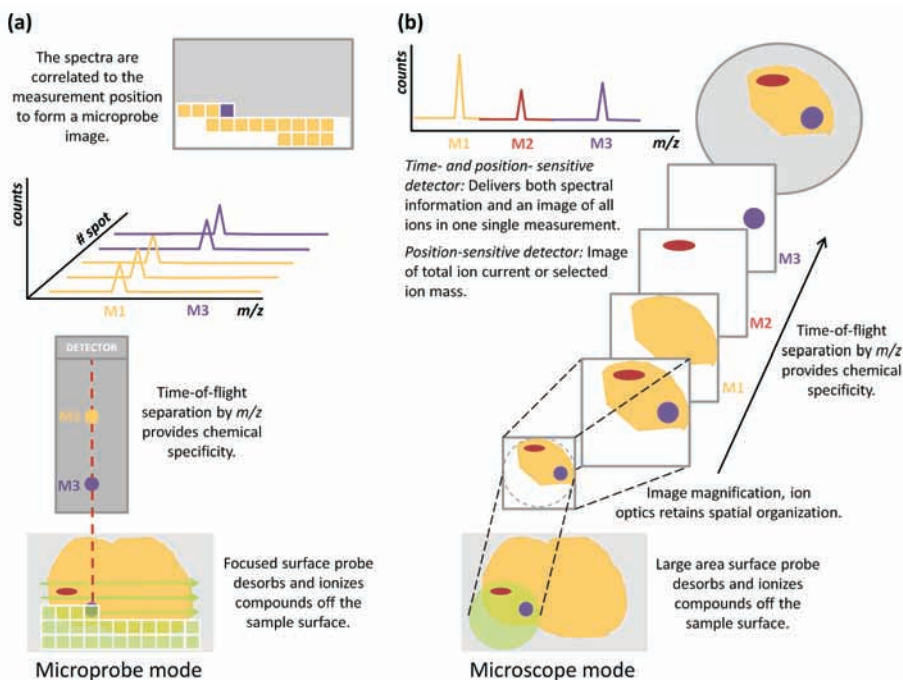 (a)
The spectra are
correlated to the
measurement position
to form a microprobe
image.
counts
# spot
M1
M3
m/z
DETECTOR
M1
M3
Time-of-flight
separation by m/z
provides chemical
specificity.
Focused surface probe
desorbs and ionizes
compounds off the
sample surface.
Microprobe mode
(b)
counts
M1
M2
M3
m/z
Time- and position- sensitive
detector: Delivers both spectral
information and an image of all
ions in one single measurement.
Position-sensitive detector: Image
of total ion current or selected
ion mass.
M3
M2
M1
Time-of-flight
separation by m/z
provides chemical
specificity.
Image magnification, ion
optics retains spatial organization.
Large area surface probe
desorbs and ionizes
compounds off the
sample surface.
Microscope mode